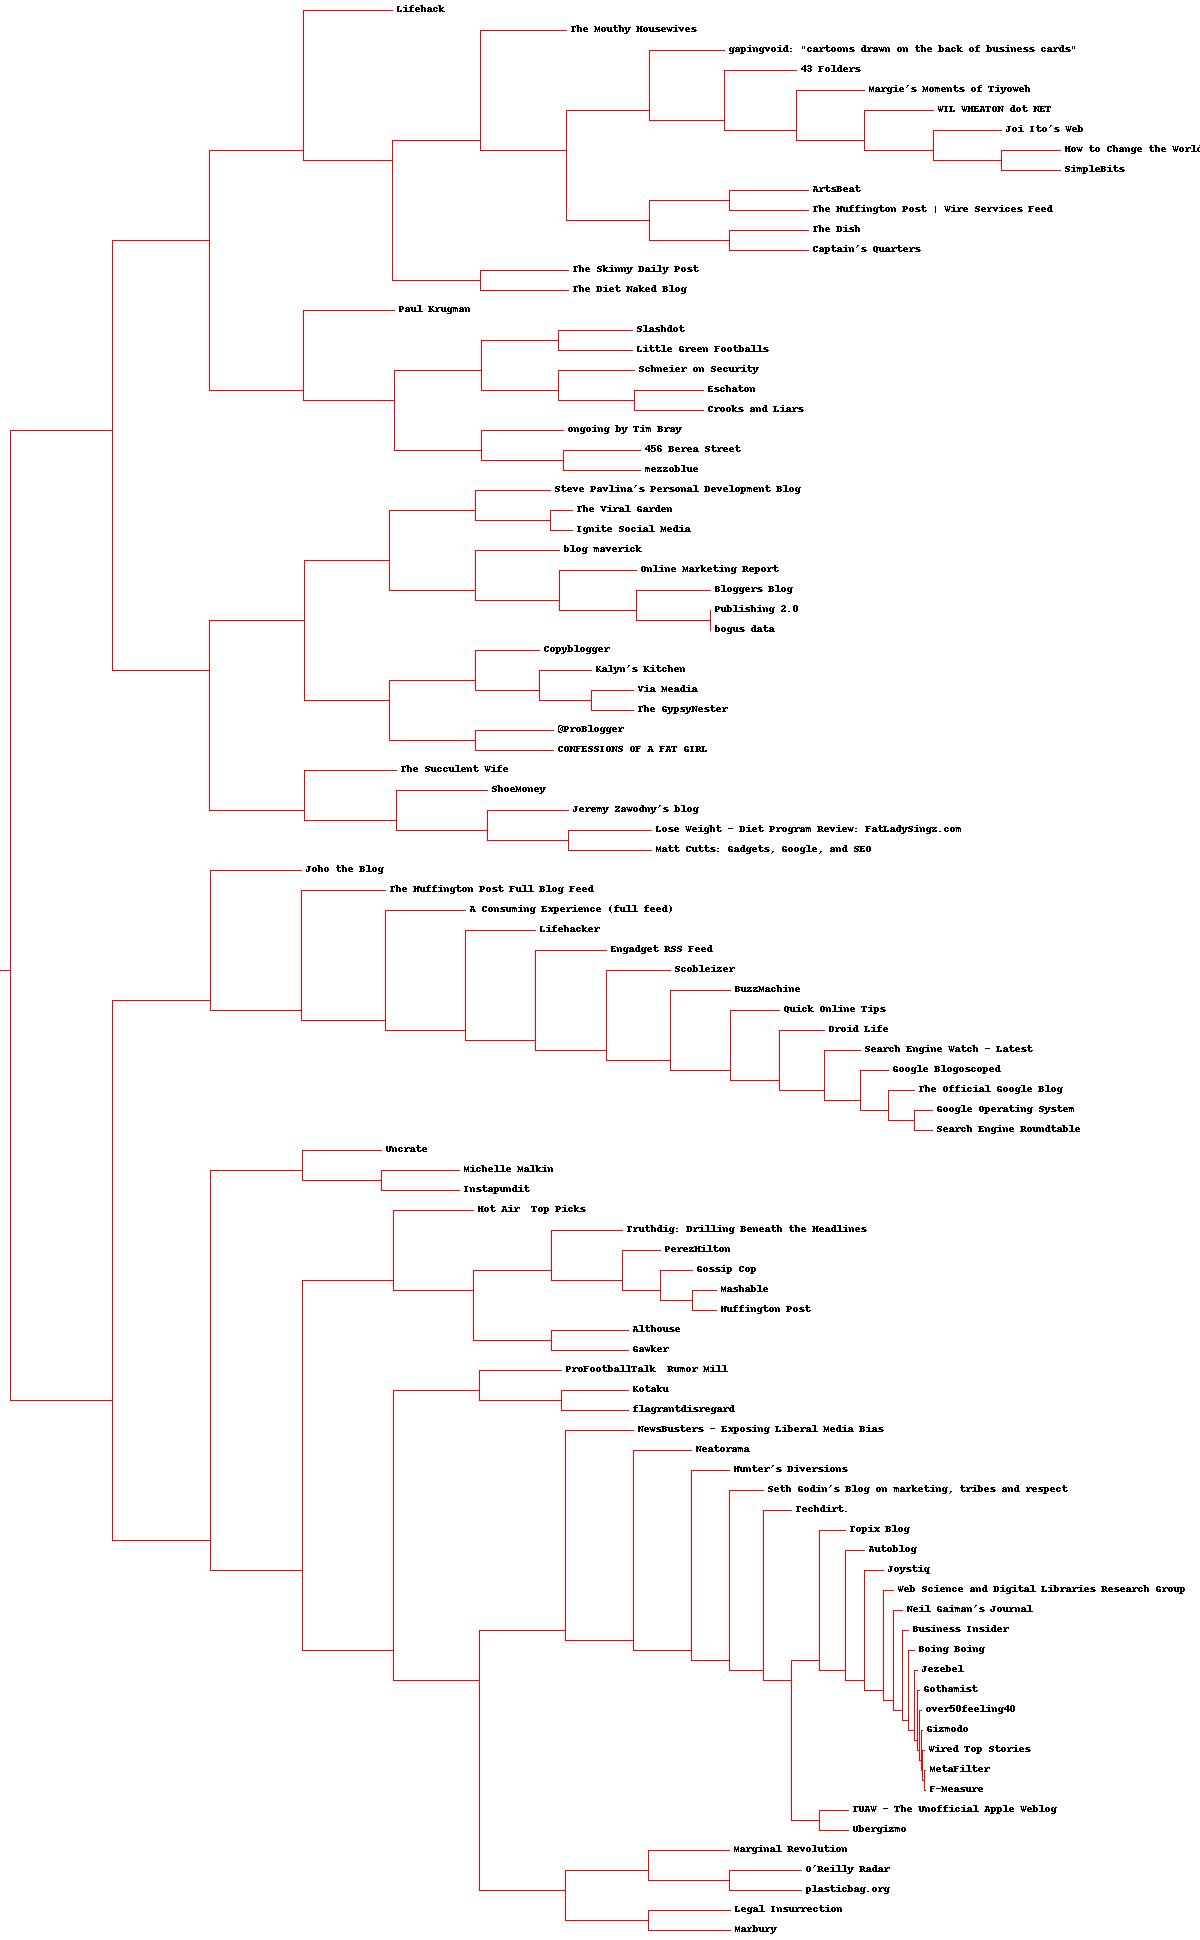 Lifehack
The Mouthy Housewives
gapingvoid: "cartoons drawn on the back of business cards"
43 Folders
Margie's Moments of Tiyoweh
WIL WHEATON dot NET
Joi Ito's Web
How to Change the World
SimpleBits
ArtsBeat
The Huffington Post | Wire Services Feed
The Dish
Captain's Quarters
The Skinny Daily Post
The Diet Naked Blog
Paul Krugman
Slashdot
Little Green Footballs
Schneier on Security
Eschaton
Crooks and Liars
ongoing by Tim Bray
456 Berea Street
mezzoblue
Steve Pavlina's Personal Development Blog
The Viral Garden
Ignite Social Media
blog maverick
Online Marketing Report
Bloggers Blog
Publishing 2.0
bogus data
Copyblogger
Kalyn's Kitchen
Via Meadia
The GypsyNester
@ProBlogger
CONFESSIONS OF A FAT GIRL
The Succulent Wife
ShoeMoney
Jeremy Zawodny's blog
Lose Weight - Diet Program Review: FatLadySingz.com
Matt Cutts: Gadgets, Google, and SEO
Joho the Blog
The Huffington Post Full Blog Feed
A Consuming Experience (full feed)
Lifehacker
Engadget RSS Feed
Scobleizer
BuzzMachine
Quick Online Tips
Droid Life
Search Engine Watch - Latest
Google Blogoscoped
The Official Google Blog
Google Operating System
Search Engine Roundtable
Uncrate
Michelle Malkin
Instapundit
Hot Air  Top Picks
Truthdig: Drilling Beneath the Headlines
PerezHilton
Gossip Cop
Mashable
Huffington Post
Althouse
Gawker
ProFootballTalk  Rumor Mill
Kotaku
flagrantdisregard
NewsBusters - Exposing Liberal Media Bias
Neatorama
Hunter's Diversions
Seth Godin's Blog on marketing, tribes and respect
Techdirt.
Topix Blog
Autoblog
Joystiq
Web Science and Digital Libraries Research Group
Neil Gaiman's Journal
Business Insider
Boing Boing
Jezebel
Gothamist
over50feeling40
Gizmodo
Wired Top Stories
MetaFilter
F-Measure
TUAW - The Unofficial Apple Weblog
Ubergizmo
Marginal Revolution
O'Reilly Radar
plasticbag.org
Legal Insurrection
Marbury